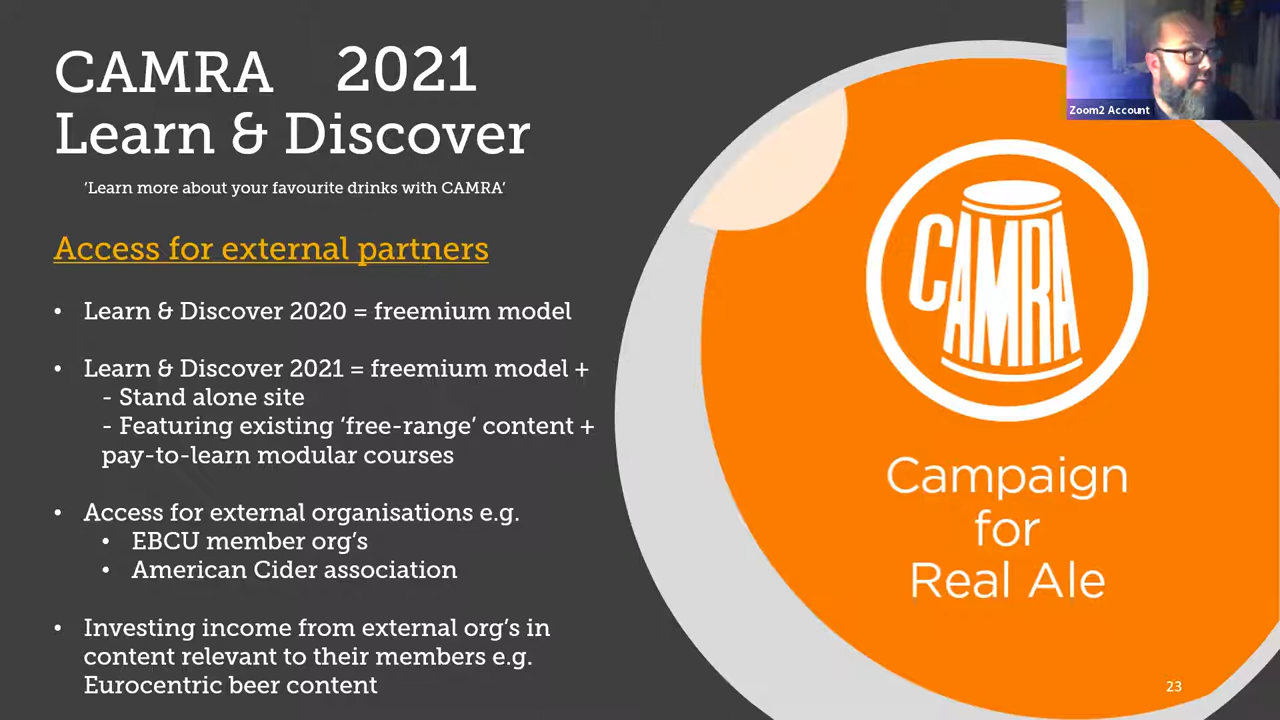 CAMRA 2021
Learn & Discover
‘Learn more about your favourite drinks with CAMRA’
Access for external partners
• Learn & Discover 2020 = freemium model
• Learn & Discover 2021 = freemium model +
- Stand alone site
- Featuring existing ‘free-range’ content +
pay-to-learn modular courses
• Access for external organisations e.g.
• EBCU member org’s
• American Cider association
• Investing income from external org’s in
content relevant to their members e.g.
Eurocentric beer content
Zoom2 Account
CAMRA
Campaign
for
Real Ale
23